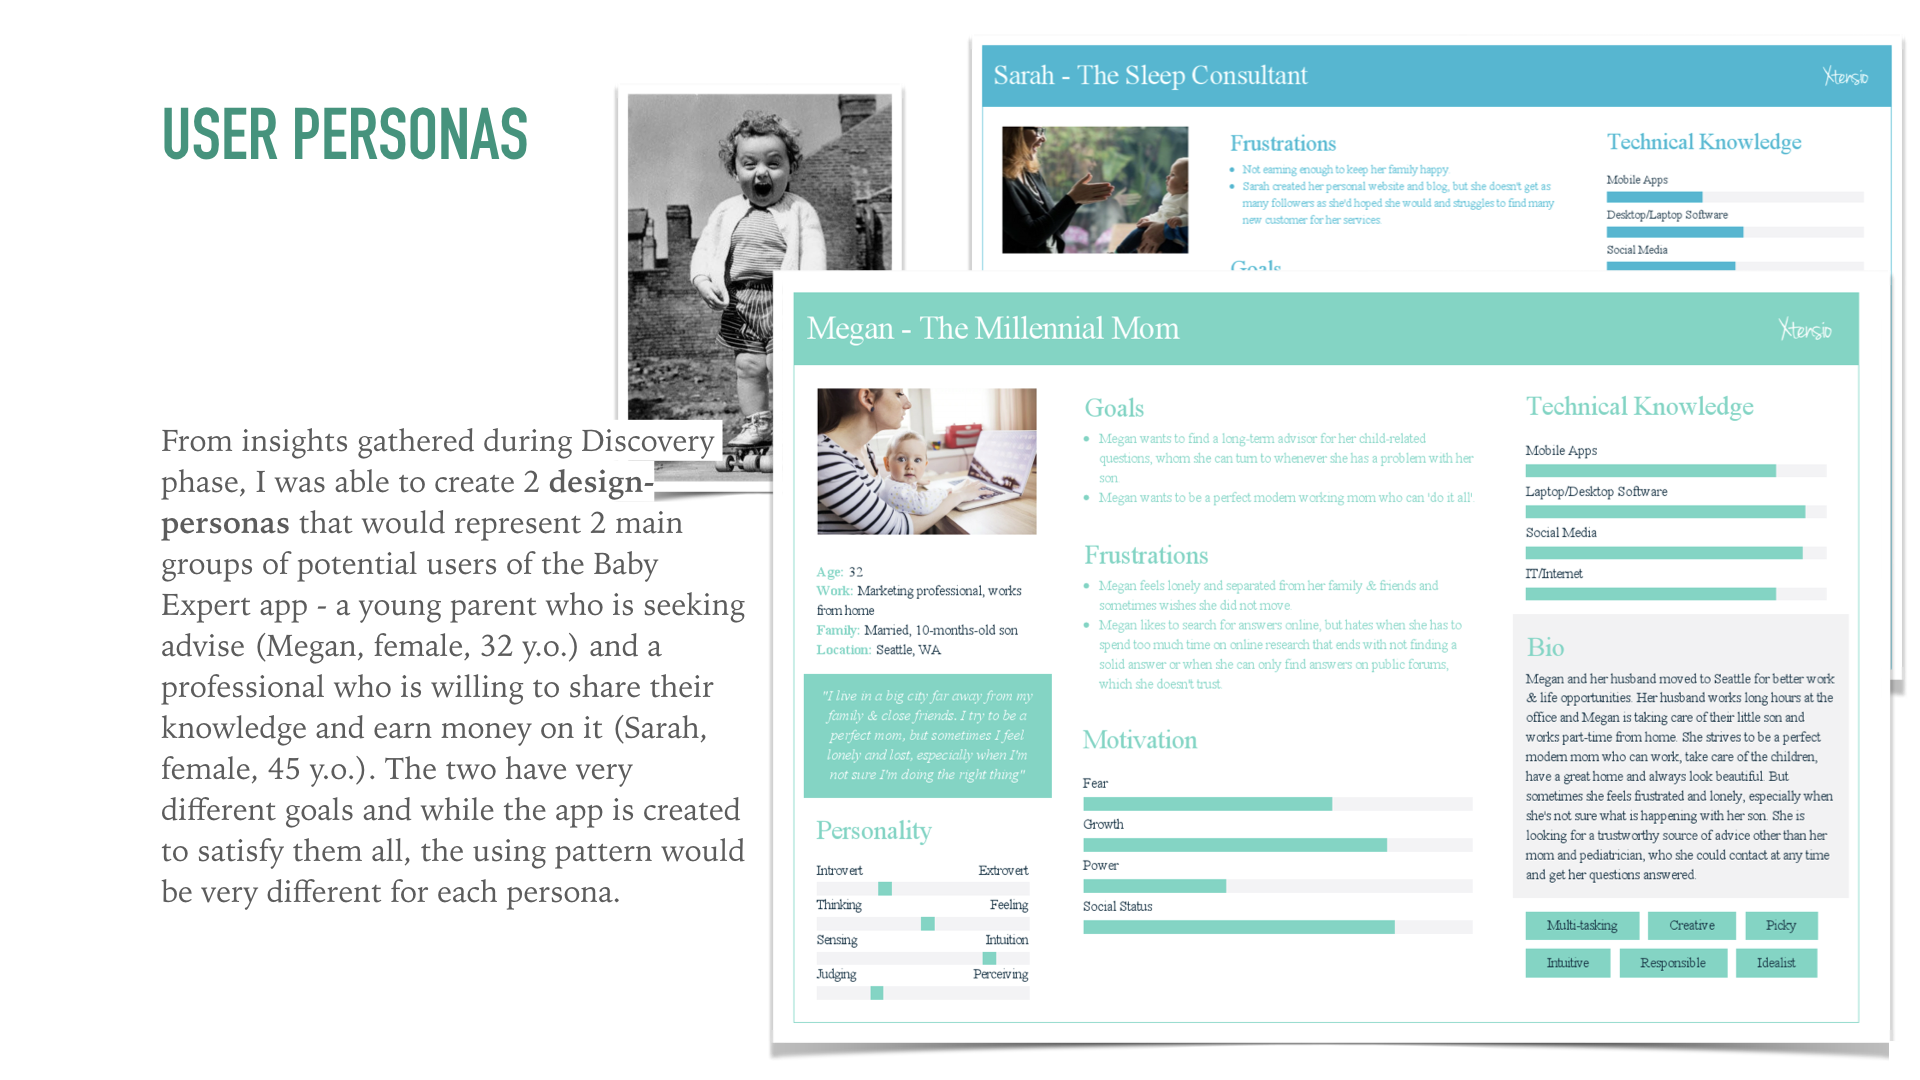 USER PERSONAS
From insights gathered during Discovery
phase, I was able to create 2 design-
personas that would represent 2 main
groups of potential users of the Baby
Expert app - a young parent who is seeking
advise (Megan, female, 32 y.o.) and a
professional who is willing to share their
knowledge and earn money on it (Sarah,
female, 45 y.o.). The two have very
different goals and while the app is created
to satisfy them all, the using pattern would
be very different for each persona.
Sarah - The Sleep Consultant
Xtensio
Frustrations
Not earning enough to keep her family happy
Sarah created her personal website and blog, but she doesn't get as
many followers as she'd hoped she would and struggles to find many
new customer for her services.
Goals
Technical Knowledge
Mobile Apps
Desktop/Laptop Software
Social Media
Megan - The Millennial Mom
Xtensio
Age: 32
Work: Marketing professional, works
from home
Family: Married, 10-months-old son
Location: Seattle, WA
"I live in a big city far away from my
family & close friends. I try to be a
perfect mom, but sometimes I feel
lonely and lost, especially when I'm
not sure I'm doing the right thing"
Personality
Introvert Extrovert
Thinking Feeling
Sensing Intuition
Judging Perceiving
Goals
Megan wants to find a long-term advisor for her child-related
questions, whom she can turn to whenever she has a problem with her
son.
Megan wants to be a perfect modern working mom who can 'do it all'.
Frustrations
Megan feels lonely and separated from her family & friends and
sometimes wishes she did not move.
Megan likes to search for answers online, but hates when she has to
spend too much time on online research that ends with not finding a
solid answer or when she can only find answers on public forums,
which she doesn't trust.
Motivation
Fear
Growth
Power
Social Status
Technical Knowledge
Mobile Apps
Laptop/Desktop Software
Social Media
IT/Internet
Bio
Megan and her husband moved to Seattle for better work
& life opportunities. Her husband works long hours at the
office and Megan is taking care of their little son and
works part-time from home. She strives to be a perfect
modern mom who can work, take care of the children,
have a great home and always look beautiful. But
sometimes she feels frustrated and lonely, especially when
she's not sure what is happening with her son. She is
looking for a trustworthy source of advice other than her
mom and pediatrician, who she could contact at any time
and get her questions answered.
Multi-tasking Creative Picky
Intuitive Responsible Idealist